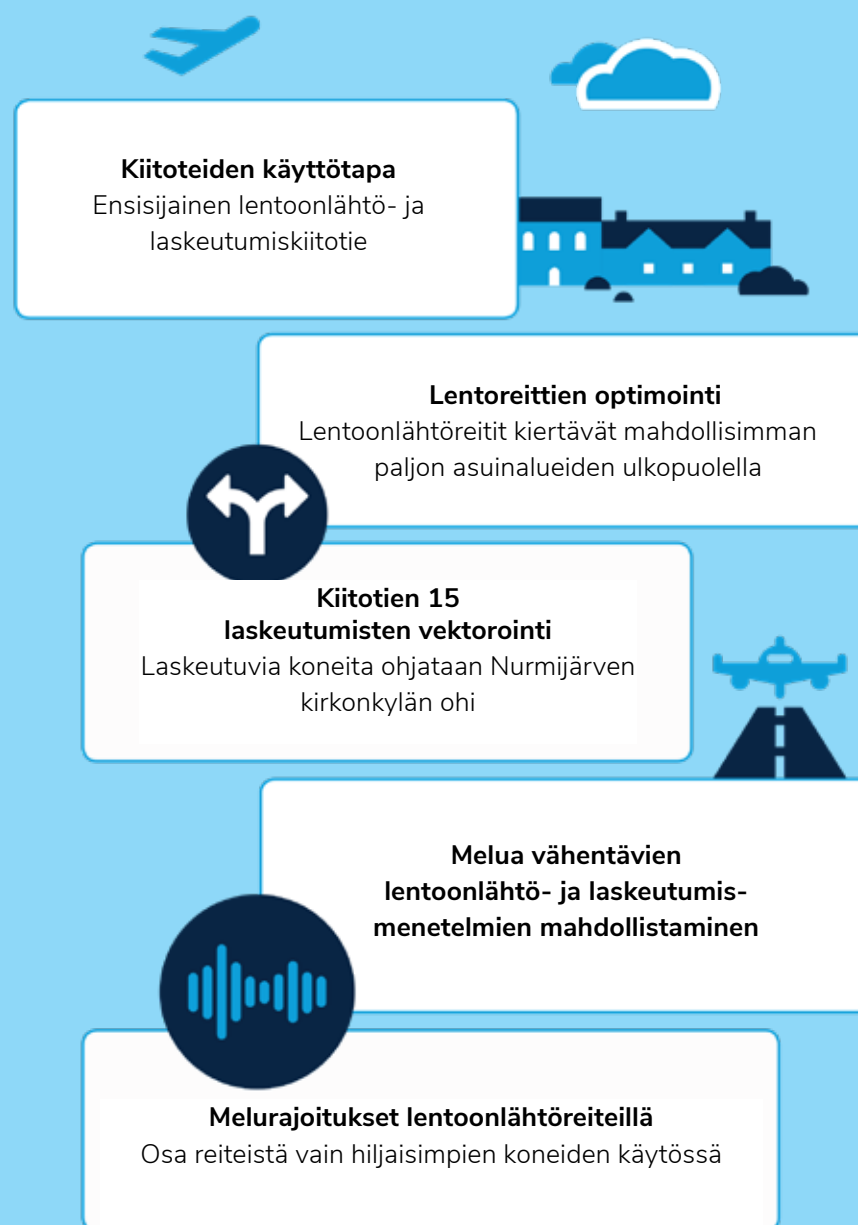 Kiitoteiden käyttötapa
Ensisijainen lentoonlähtö- ja
laskeutumiskiitotie
Lentoreittien optimointi
Lentoonlähtöreitit kiertävät mahdollisimman
paljon asuinalueiden ulkopuolella
Kiitotien 15
laskeutumisten vektorointi
Laskeutuvia koneita ohjataan Nurmijärven
kirkonkylän ohi
Melua vähentävien
lentoonlähtö- ja laskeutumis-
menetelmien mahdollistaminen
Melurajoitukset lentoonlähtöreiteillä
Osa reiteistä vain hiljaisimpien koneiden käytössä